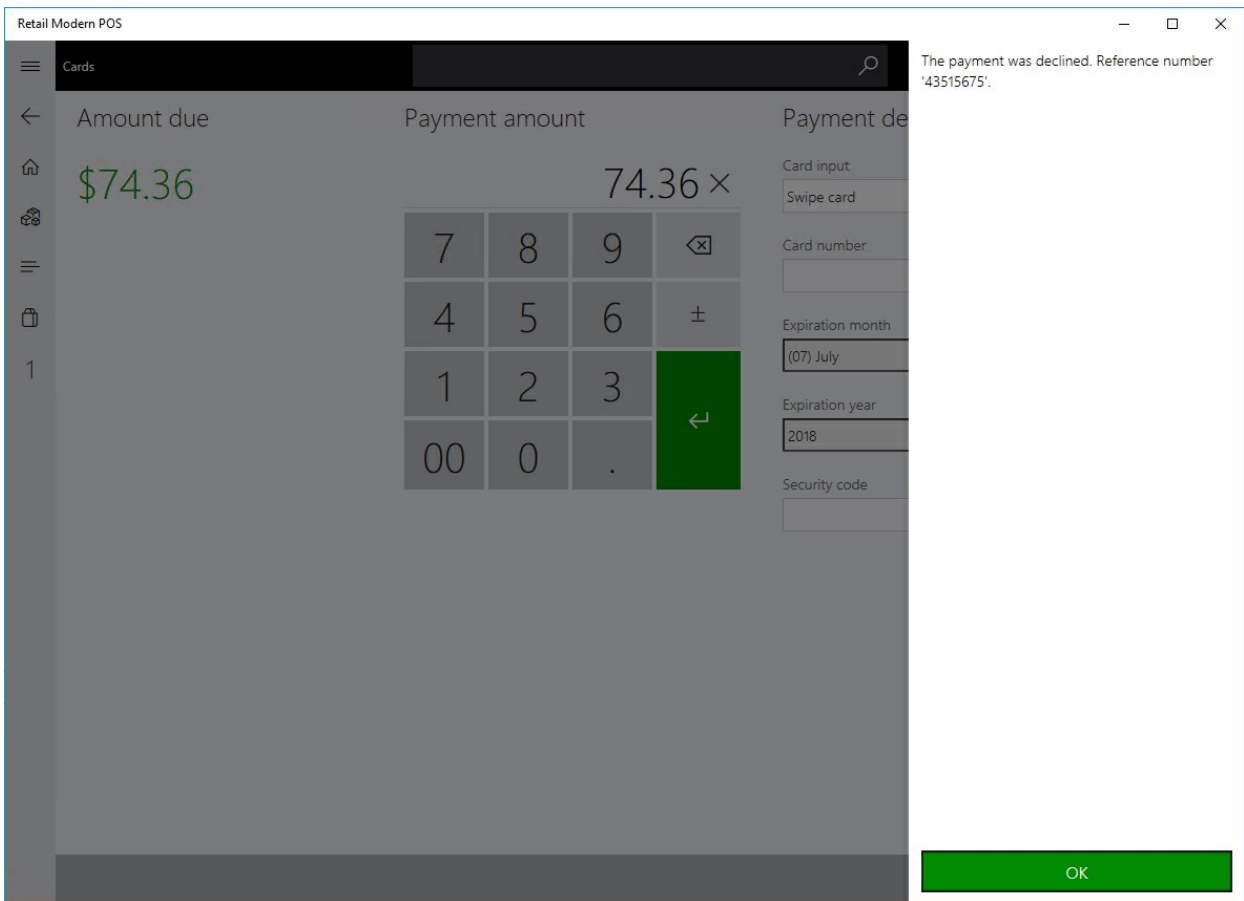 Retail Modern POS
Cards
Amount due
$74.36
Payment amount
74.36
7 8 9
4 5 6
±
1 2 3
00 0 .
1
Payment de
Card input
Swipe card
Card number
Expiration month
(07) July
Expiration year
2018
Security code
The payment was declined. Reference number
'43515675'.
OK